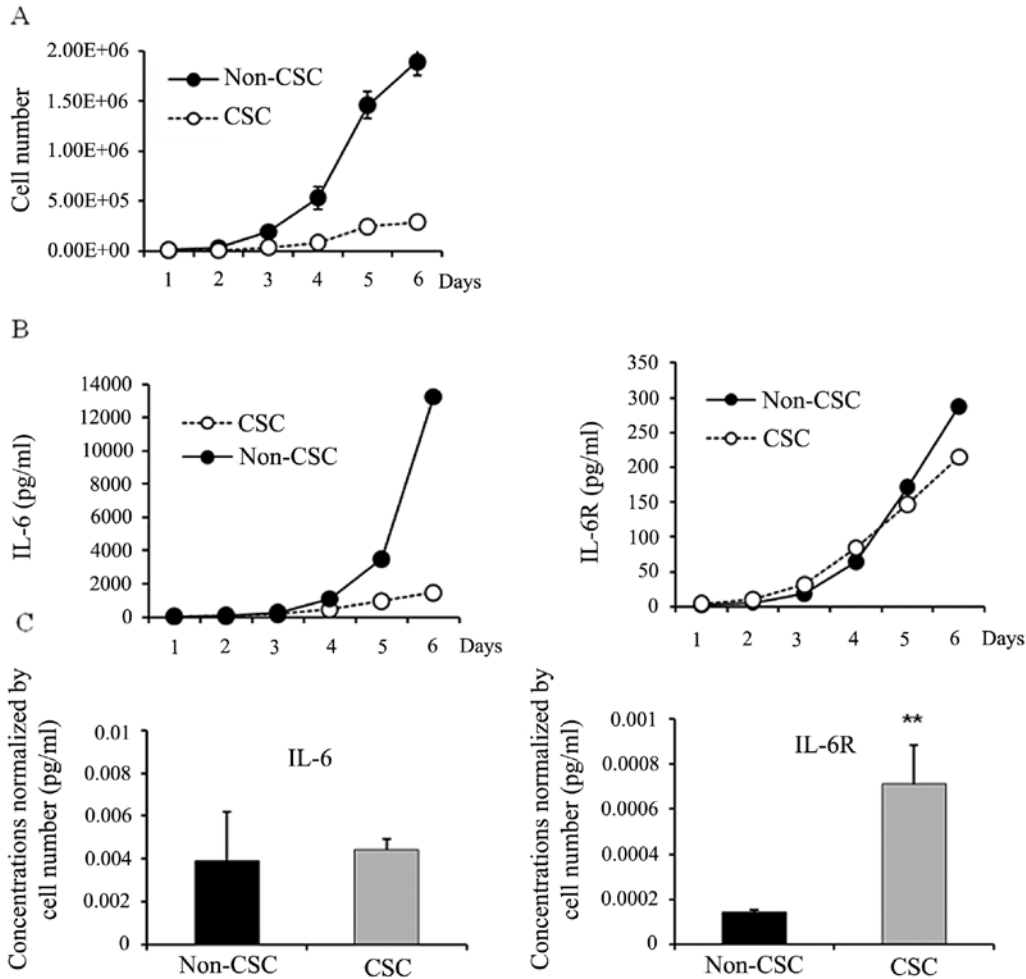 A
Cell number
2.00E+06
1.50E+06
1.00E+06
5.00E+05
0.00E+00
Non-CSC
CSC
1 2 3 4 5 6 Days
B
IL-6 (pg/ml)
14000
12000
10000
8000
6000
4000
2000
0
CSC
Non-CSC
1 2 3 4 5 6 Days
IL-6R (pg/ml)
350
300
250
200
150
100
50
0
Non-CSC
CSC
1 2 3 4 5 6 Days
C
Concentrations normalized by
cell number (pg/ml)
0.01
0.008
0.006
0.004
0.002
0
IL-6
Non-CSC CSC
Concentrations normalized by
cell number (pg/ml)
0.001
0.0008
0.0006
0.0004
0.0002
0
IL-6R
**
Non-CSC CSC